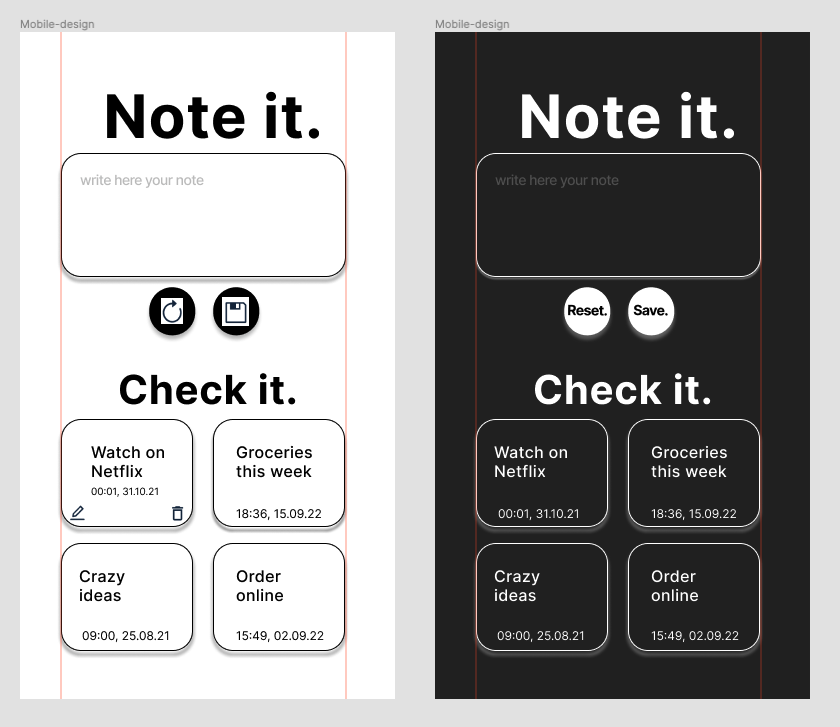 Mobile-design
Note it.
write here your note
Check it.
Watch on
Netflix
00:01, 31.10.21
Groceries
this week
18:36, 15.09.22
Crazy
ideas
09:00, 25.08.21
Order
online
15:49, 02.09.22
Mobile-design
Note it.
write here your note
Reset.
Save.
Check it.
Watch on
Netflix
00:01, 31.10.21
Groceries
this week
18:36, 15.09.22
Crazy
ideas
09:00, 25.08.21
Order
online
15:49, 02.09.22